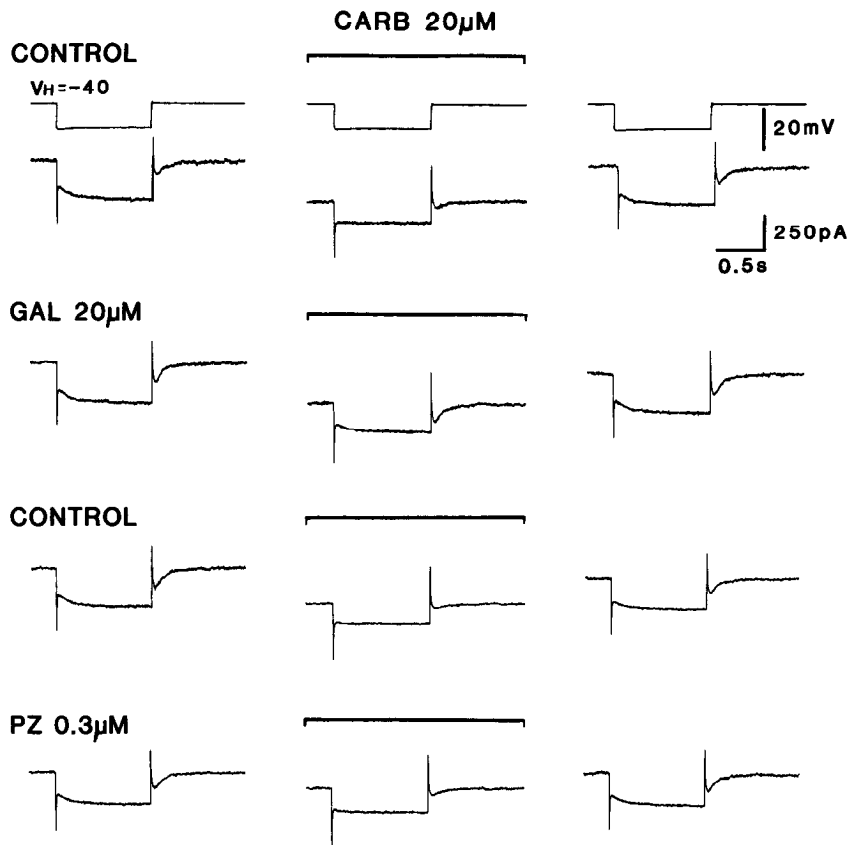 CARB 20μM
CONTROL
VH=-40
20mV
250pA
0.5s
GAL 20μM
CONTROL
PZ 0.3μM